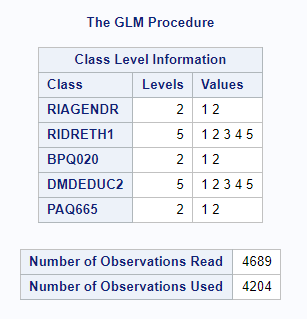 The GLM Procedure
Class Level Information
Class Levels Values
RIAGENDR 2 1 2
RIDRETH1 5 1 2 3 4 5
BPQ020 2 1 2
DMDEDUC2 5 1 2 3 4 5
PAQ665 2 1 2
Number of Observations Read 4689
Number of Observations Used 4204